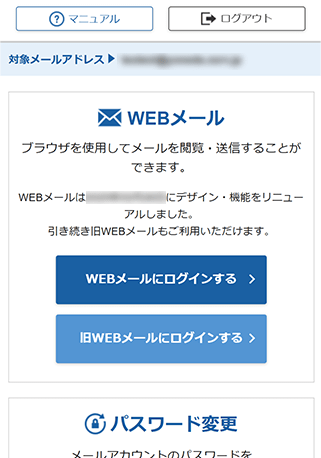 マニュアル
ログアウト
対象メールアドレス
WEBメール
ブラウザを使用してメールを閲覧・送信することが
できます。
WEBメールはにデザイン・機能をリニュー
アルしました。
引き続き旧WEBメールもご利用いただけます。
WEBメールにログインする
旧WEBメールにログインする
パスワード変更
メールアカウントのパスワードを